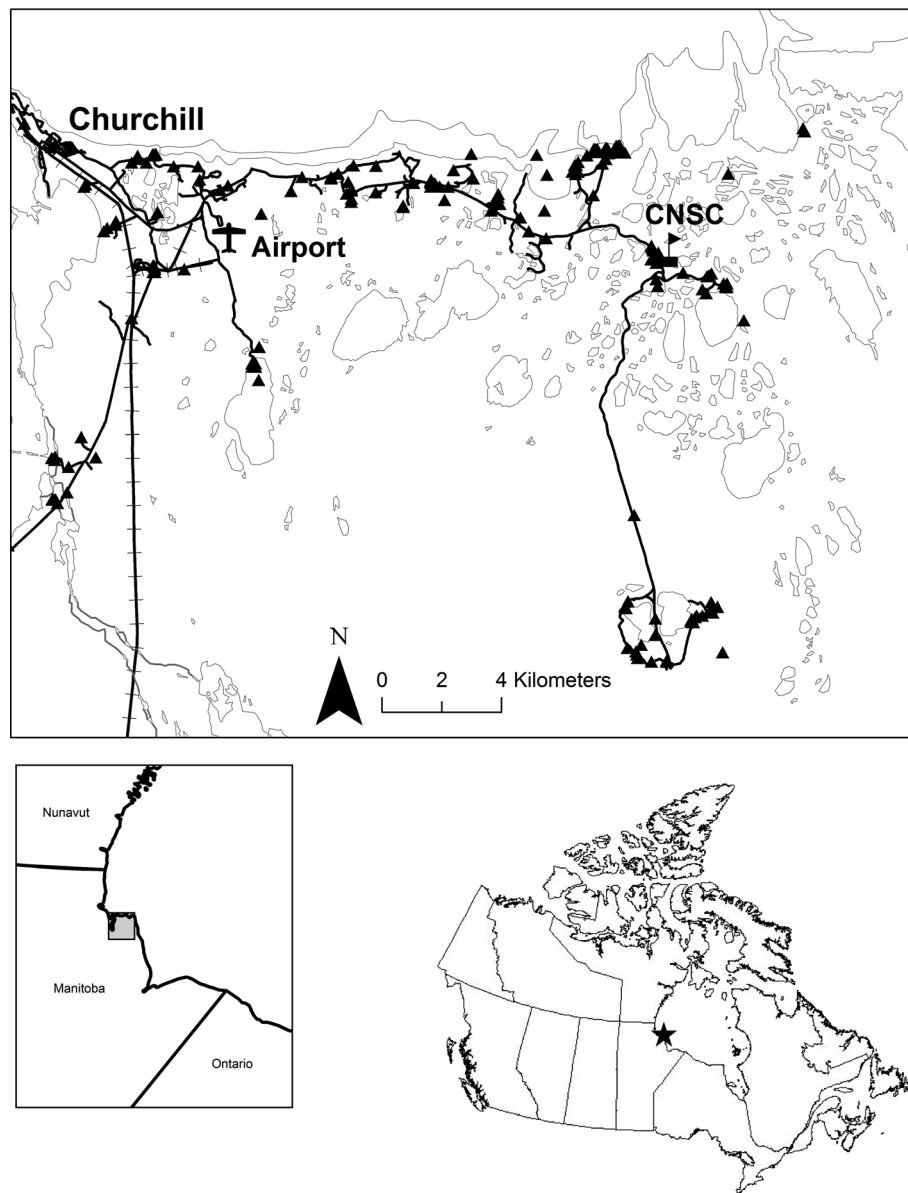 Churchill
CNSC
Airport
N
0 2 4 Kilometers
Nunavut
Manitoba
Ontario